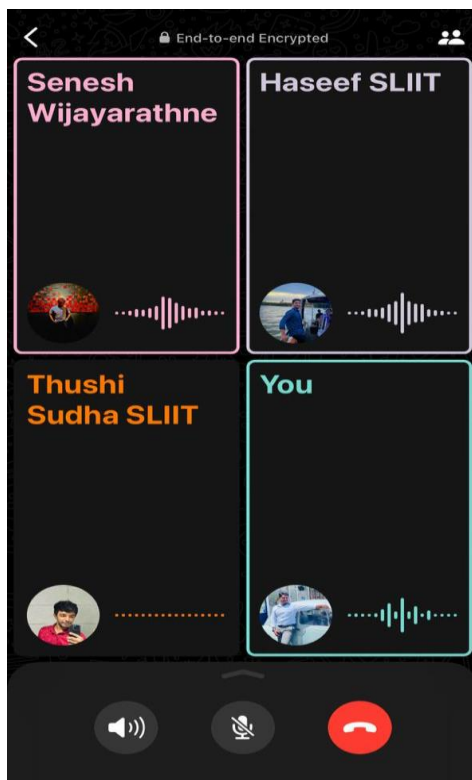 End-to-end Encrypted
Senesh
Wijayarathne
Haseef SLIIT
Thushi
Sudha SLIIT
You